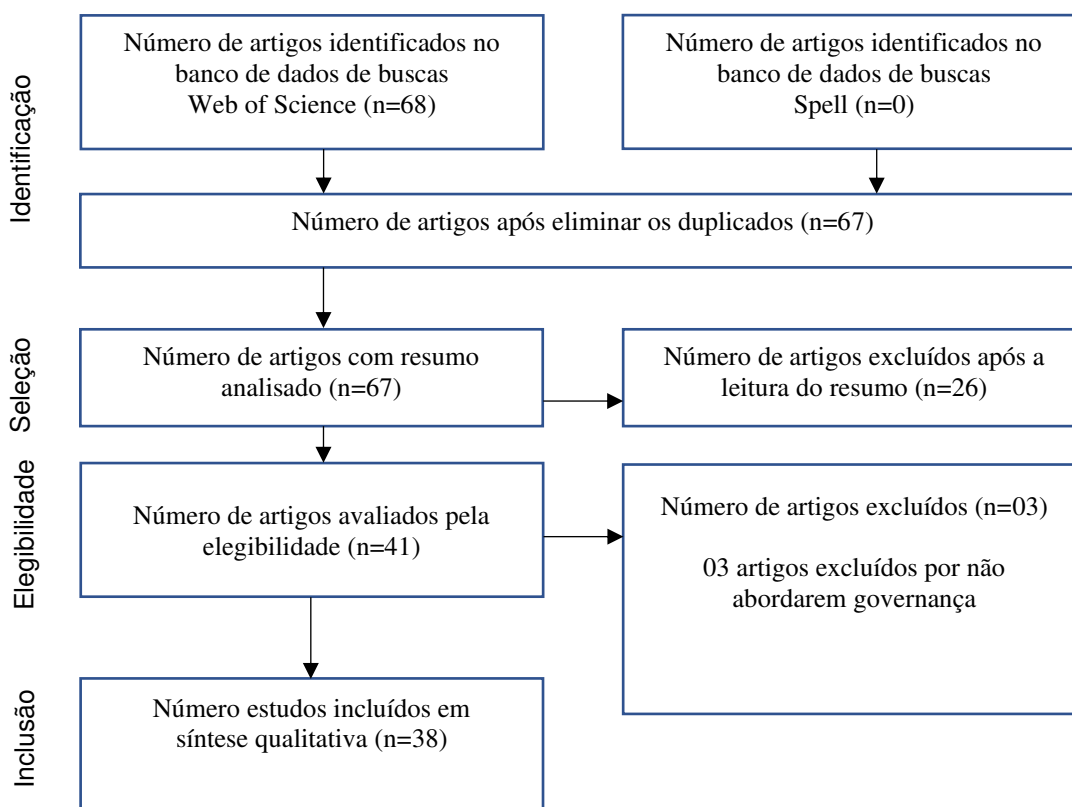 Identificação
Número de artigos identificados no
banco de dados de buscas
Web of Science (n=68)
Número de artigos identificados no
banco de dados de buscas
Spell (n=0)
Número de artigos após eliminar os duplicados (n=67)
Seleção
Número de artigos com resumo
analisado (n=67)
Número de artigos excluídos após a
leitura do resumo (n=26)
Elegibilidade
Número de artigos avaliados pela
elegibilidade (n=41)
Número de artigos excluídos (n=03)
03 artigos excluídos por não
abordarem governança
Inclusão
Número estudos incluídos em
síntese qualitativa (n=38)